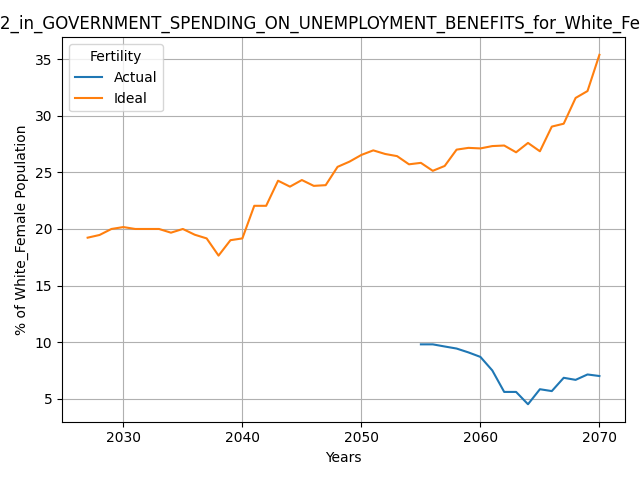 2_in_GOVERNMENT_SPENDING_ON_UNEMPLOYMENT_BENEFITS_for_White_Fe
Fertility
Actual
Ideal
% of White_Female Population
35
30
25
20
15
10
5
2030 2040 2050 2060 2070
Years